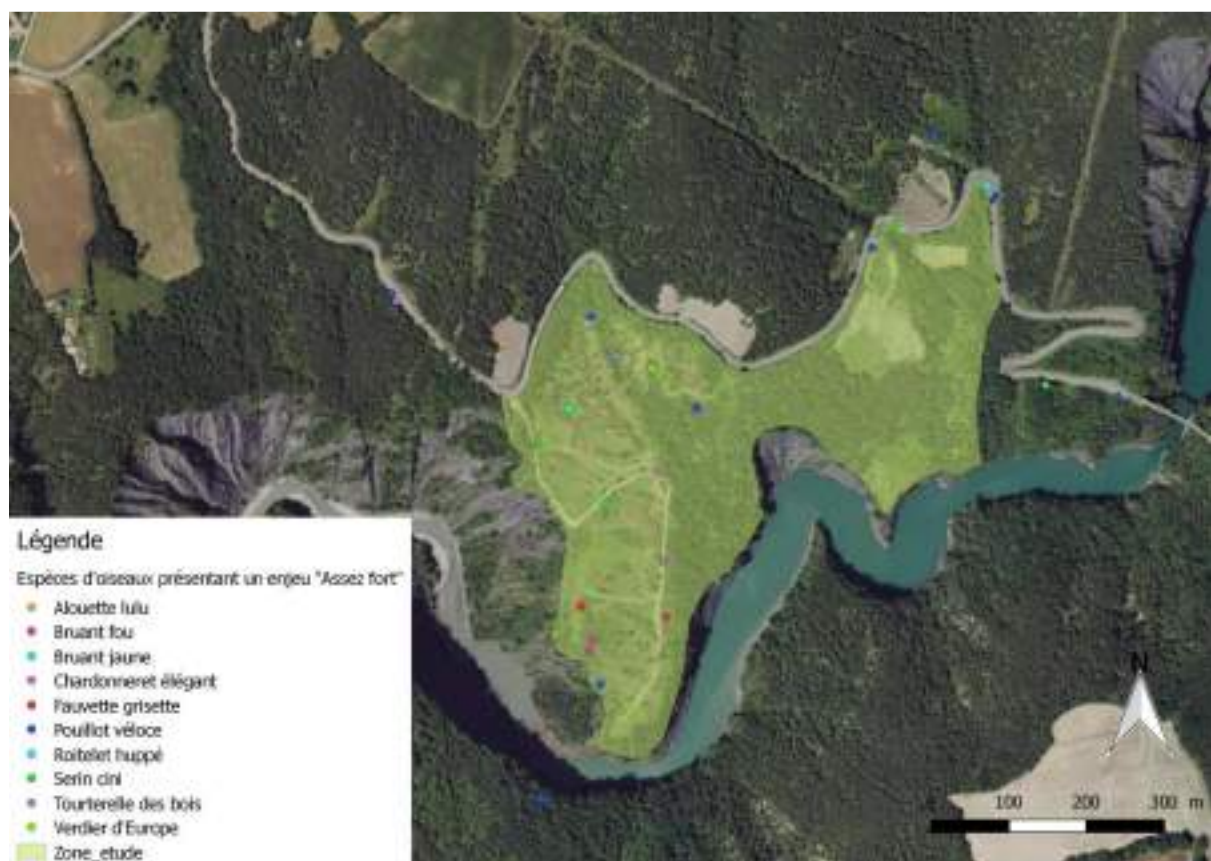 Légende
Espèces d'oiseaux présentant un enjeu "Assez fort"
Alouette lulu
Bruant fou
Bruant jaune
Chardonneret élégant
Fauvette grisette
Pouillot véloce
Roitelet huppé
Serin cini
Tourterelle des bois
Verdier d'Europe
Zone_etude
N
100 200 300 m